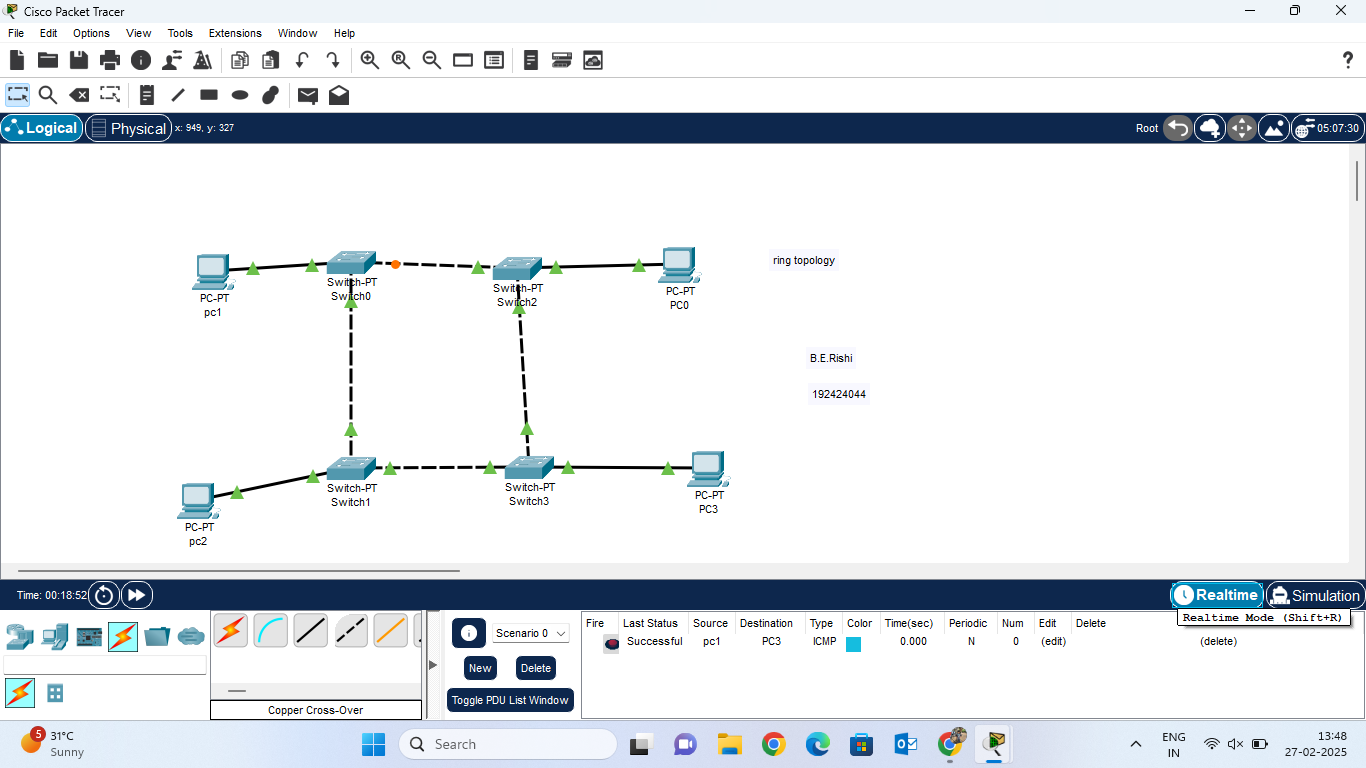 Cisco Packet Tracer
File Edit Options View Tools Extensions Window Help
Logical Physical x: 949, y: 327 Root 05:07:30
ring topology
Switch-PT
Switch0
Switch-PT
Switch2
PC-PT
pc1
PC-PT
PC0
B.E.Rishi
192424044
Switch-PT
Switch1
Switch-PT
Switch3
PC-PT
PC3
PC-PT
pc2
Time: 00:18:52 Realtime Simulation
Realtime Mode (Shift+R)
Scenario 0
New Delete
Toggle PDU List Window
Copper Cross-Over
Fire Last Status Source Destination Type Color Time(sec) Periodic Num Edit Delete
Successful pc1 PC3 ICMP 0.000 N 0 (edit) (delete)
5
31°C
Sunny
Search
ENG
IN
13:48
27-02-2025